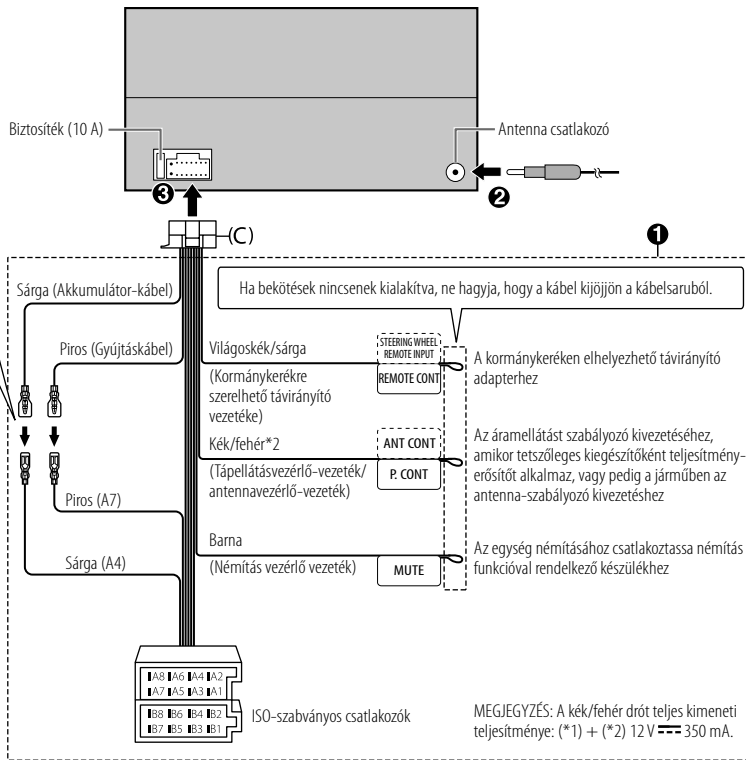 Biztosíték (10 A)
Antenna csatlakozó
❸
❷
(C)
❶
Sárga (Akkumulátor-kábel)
Ha bekötések nincsenek kialakítva, ne hagyja, hogy a kábel kijöjjön a kábelsaruból.
Piros (Gyújtáskábel)
Világoskék/sárga
STEERING WHEEL
REMOTE INPUT
REMOTE CONT
(Kormánykerékre
szerelhető távirányító
vezetéke)
A kormánykeréken elhelyezhető távirányító
adapterhez
Kék/fehér*2
ANT CONT
P. CONT
(Tápellátásvezérlő-vezeték/
antennavezérlő-vezeték)
Az áramellátást szabályozó kivezetéséhez,
amikor tetszőleges kiegészítőként teljesítmény-
erősítőt alkalmaz, vagy pedig a járműben az
antenna-szabályozó kivezetéshez
Piros (A7)
Barna
(Némítás vezérlő vezeték)
MUTE
Az egység némításához csatlakoztassa némítás
funkcióval rendelkező készülékhez
Sárga (A4)
A8 A6 A4 A2
A7 A5 A3 A1
B8 B6 B4 B2
B7 B5 B3 B1
ISO-szabványos csatlakozók
MEGJEGYZÉS: A kék/fehér drót teljes kimeneti
teljesítménye: (*1) + (*2) 12 V ⎓ 350 mA.